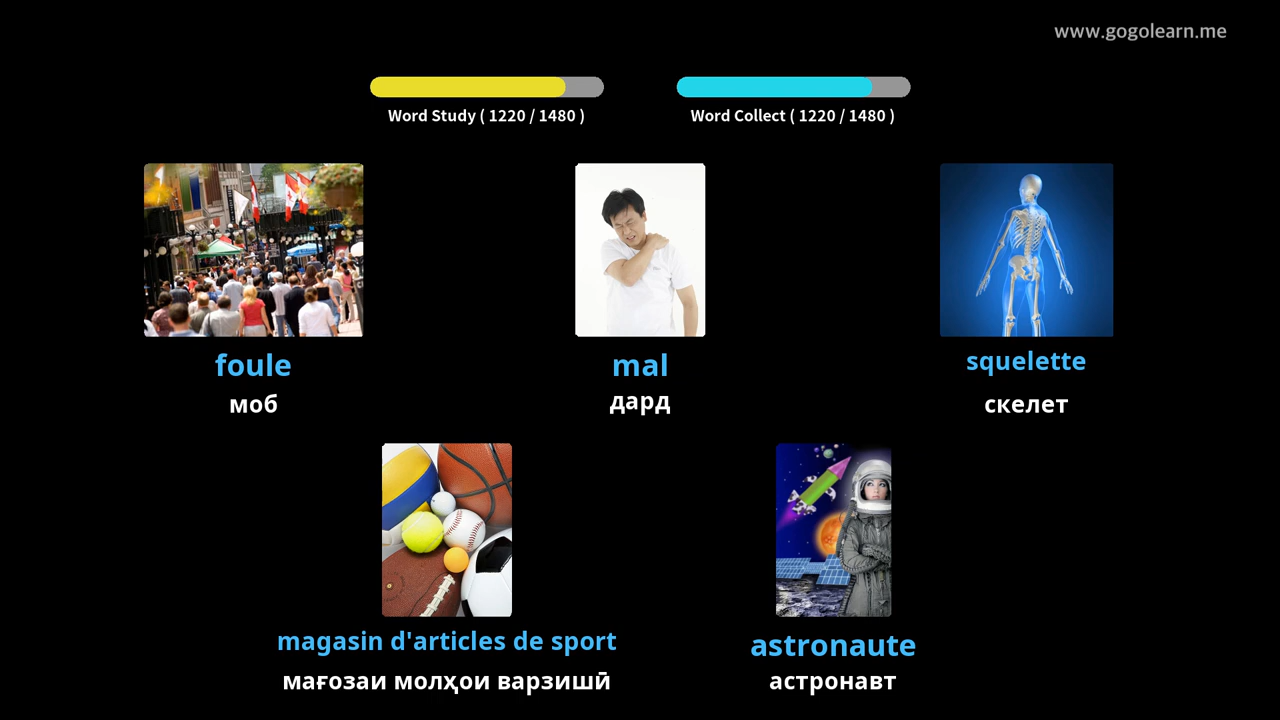 www.gogolearn.me
Word Study ( 1220 / 1480 )
Word Collect ( 1220 / 1480 )
foule
моб
mal
дард
squelette
скелет
magasin d'articles de sport
мағозаи молҳои варзишӣ
astronaute
астронавт